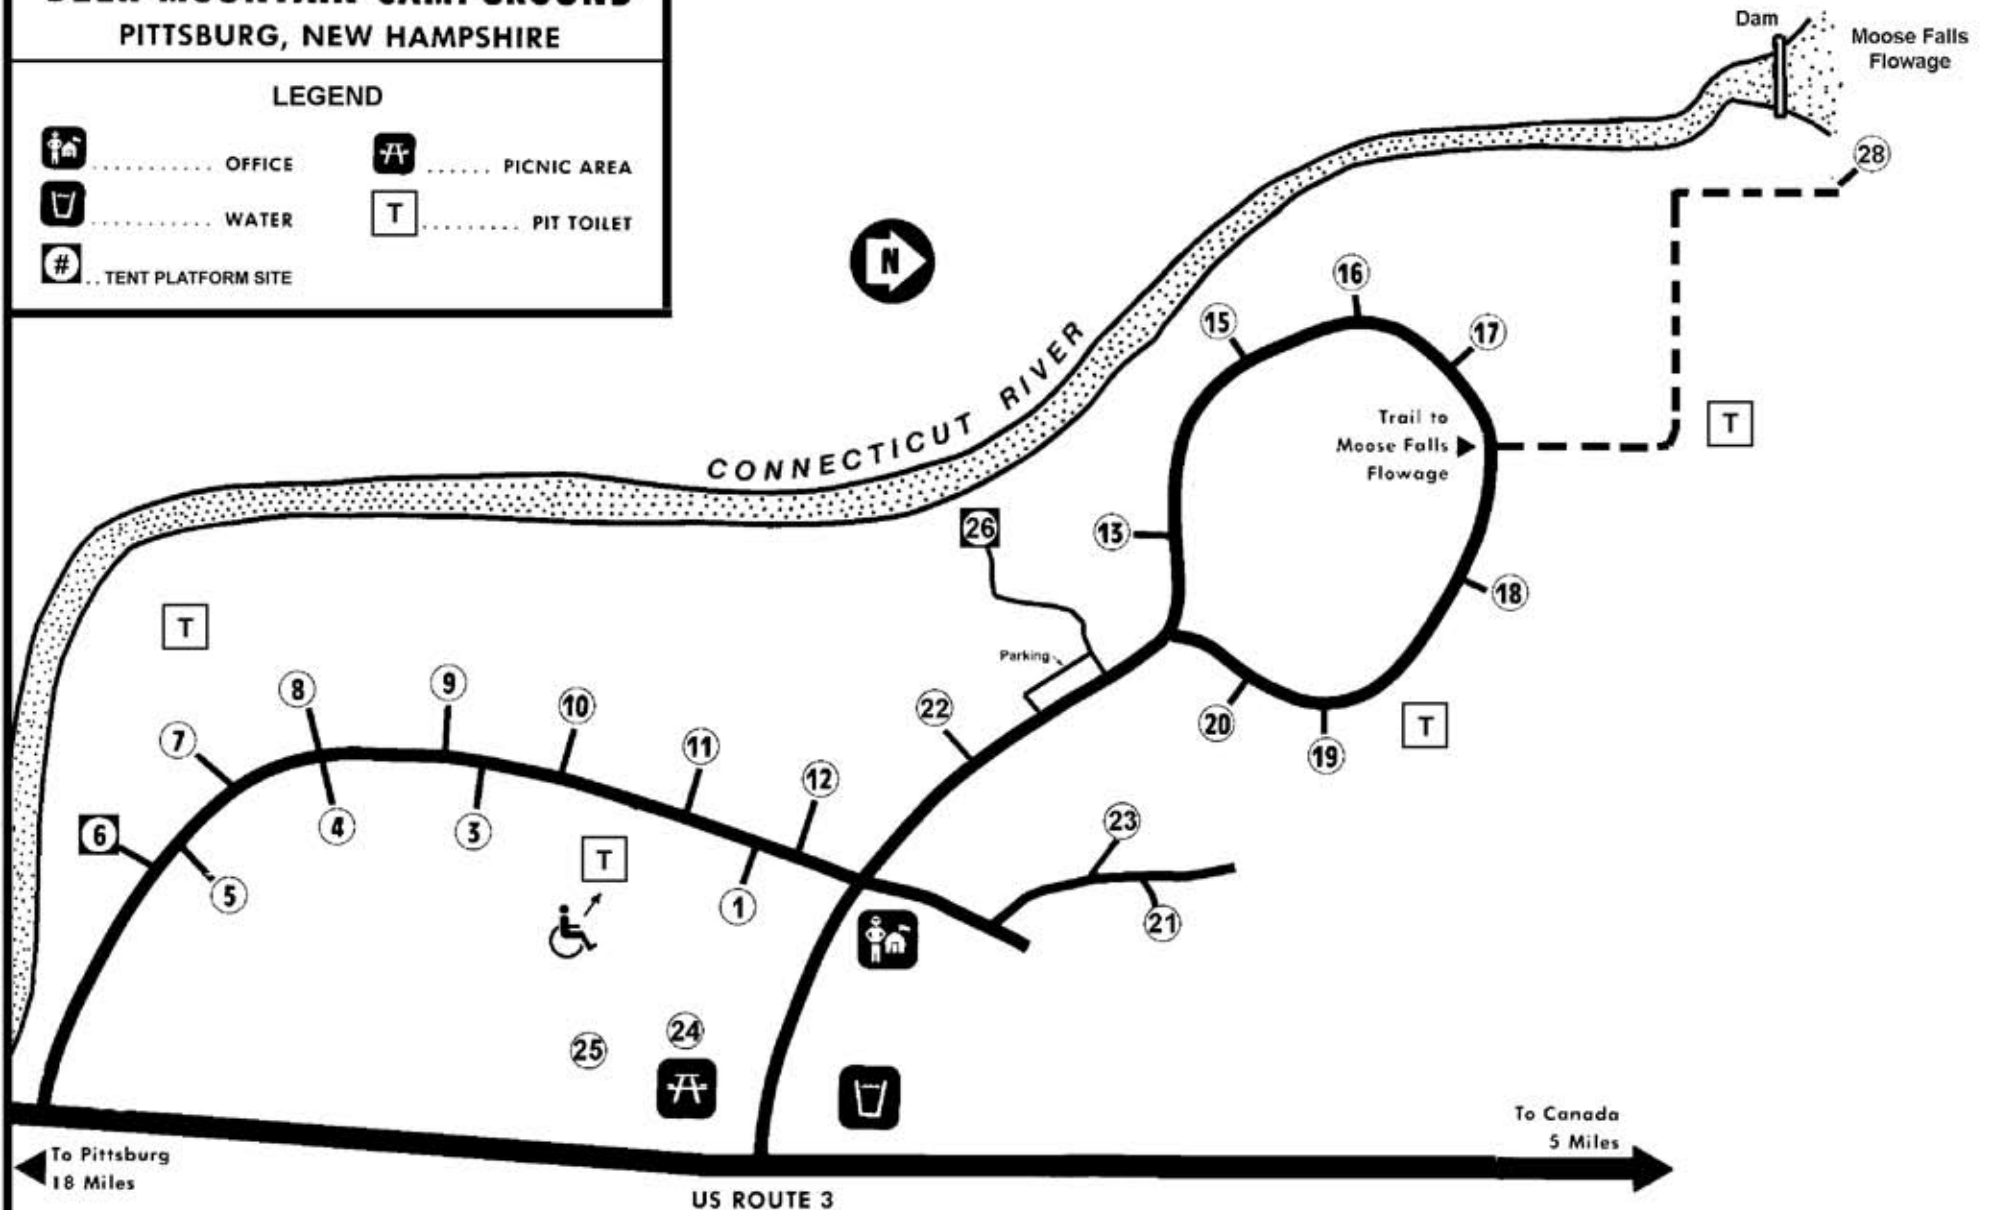 DEER MOUNTAIN CAMPGROUND
PITTSBURG, NEW HAMPSHIRE
LEGEND
........... OFFICE
...... PICNIC AREA
........... WATER
T ......... PIT TOILET
# .. TENT PLATFORM SITE
Dam
Moose Falls
Flowage
28
N
16
15
17
CONNECTICUT RIVER
Trail to
Moose Falls
Flowage
T
26
13
18
T
Parking
8
9
10
22
20
19
T
7
11
12
6
4
3
23
5
T
1
21
24
25
To Canada
5 Miles
To Pittsburg
18 Miles
US ROUTE 3